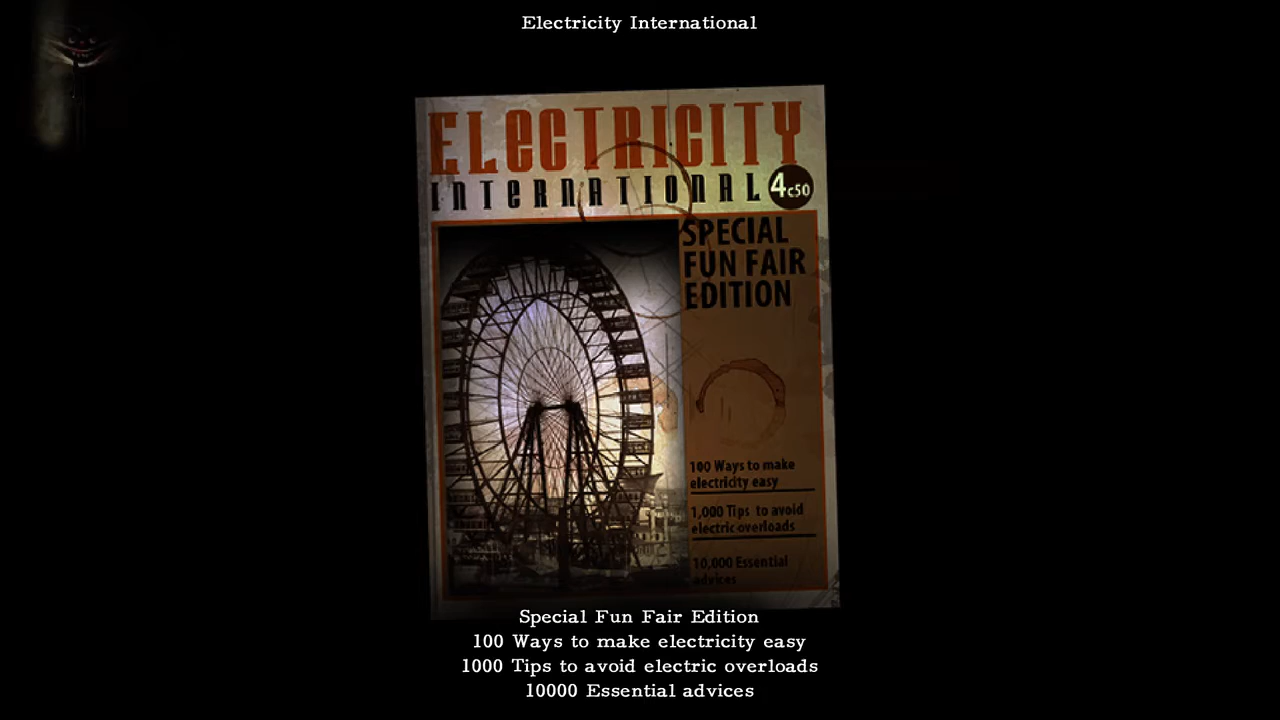 Electricity International
ELECTRICITY
INTERNATIONAL
4c50
SPECIAL
FUN FAIR
EDITION
100 Ways to make
electricity easy
1,000 Tips to avoid
electric overloads
10,000 Essential
advices
Special Fun Fair Edition
100 Ways to make electricity easy
1000 Tips to avoid electric overloads
10000 Essential advices